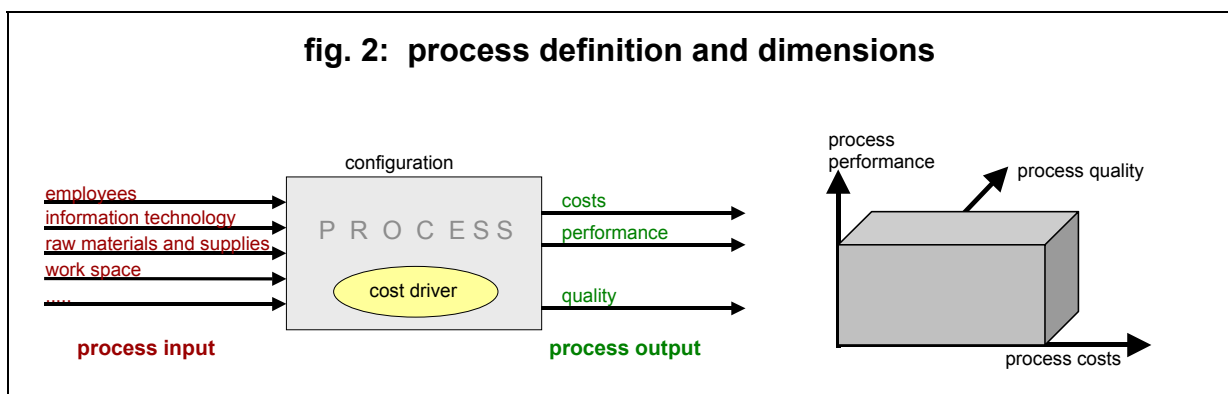 fig. 2: process definition and dimensions
configuration
employees
information technology
raw materials and supplies
work space
.....
process input
P R O C E S S
cost driver
costs
performance
quality
process output
process
performance
process quality
process costs